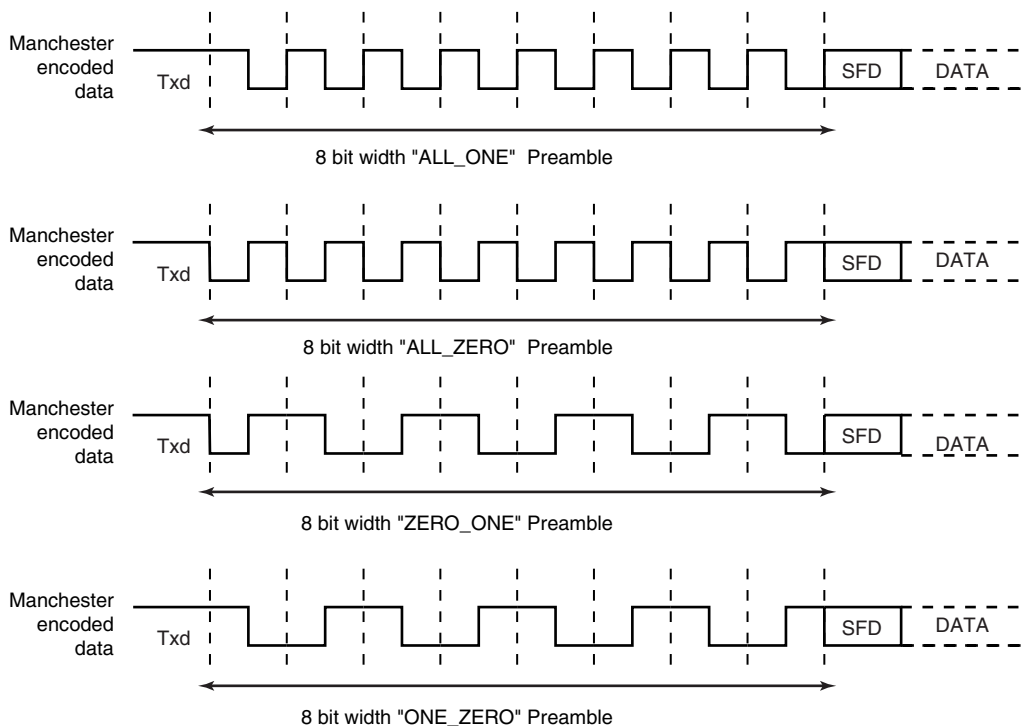 Manchester
encoded
data
Txd
SFD
DATA
8 bit width "ALL_ONE" Preamble
Manchester
encoded
data
Txd
SFD
DATA
8 bit width "ALL_ZERO" Preamble
Manchester
encoded
data
Txd
SFD
DATA
8 bit width "ZERO_ONE" Preamble
Manchester
encoded
data
Txd
SFD
DATA
8 bit width "ONE_ZERO" Preamble